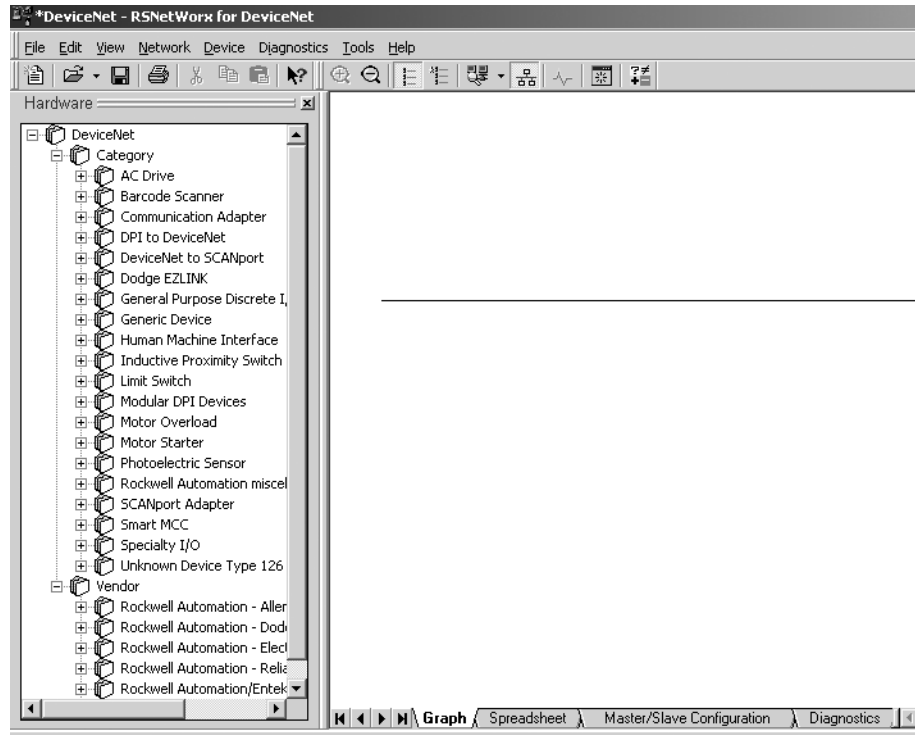 *DeviceNet - RSNetWorx for DeviceNet
File Edit View Network Device Diagnostics Tools Help
Hardware
DeviceNet
Category
AC Drive
Barcode Scanner
Communication Adapter
DPI to DeviceNet
DeviceNet to SCANport
Dodge EZLINK
General Purpose Discrete I
Generic Device
Human Machine Interface
Inductive Proximity Switch
Limit Switch
Modular DPI Devices
Motor Overload
Motor Starter
Photoelectric Sensor
Rockwell Automation miscel
SCANport Adapter
Smart MCC
Specialty I/O
Unknown Device Type 126
Vendor
Rockwell Automation - Aller
Rockwell Automation - Dod
Rockwell Automation - Elect
Rockwell Automation - Relia
Rockwell Automation/Entek
Graph Spreadsheet Master/Slave Configuration Diagnostics